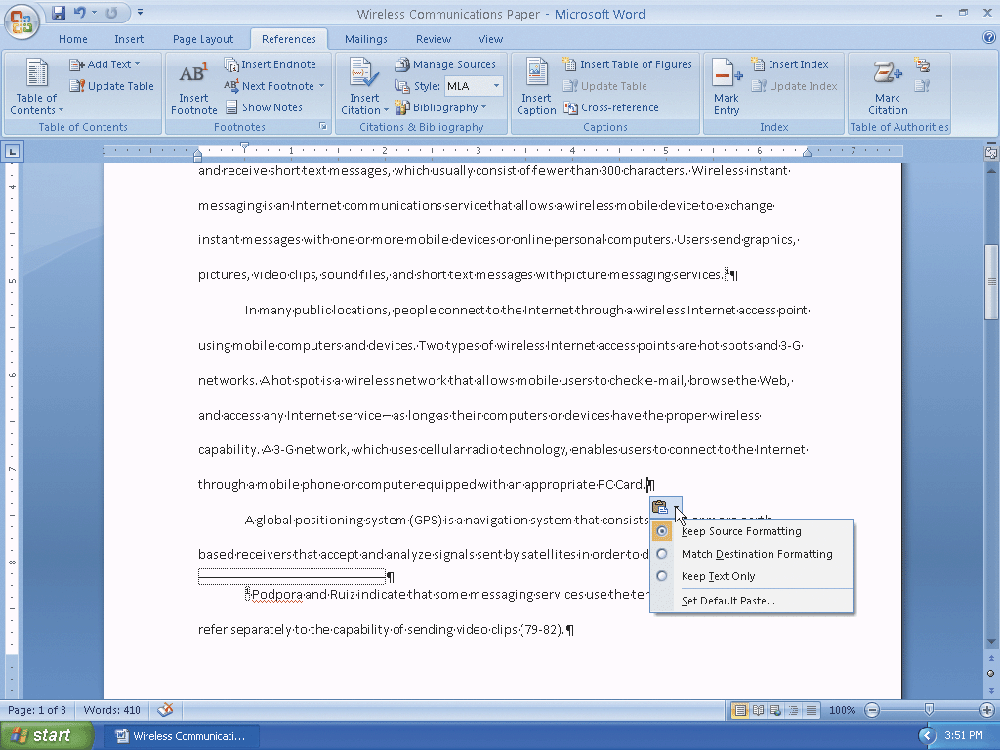 Wireless Communications Paper - Microsoft Word
Home Insert Page Layout References Mailings Review View
Table of Contents
Add Text
Update Table
Table of Contents
AB1
Insert Footnote
Insert Endnote
AB1 Next Footnote
Show Notes
Footnotes
Insert Citation
Manage Sources
Style: MLA
Bibliography
Citations & Bibliography
Insert Caption
Insert Table of Figures
Update Table
Cross-reference
Captions
Mark Entry
Insert Index
Update Index
Index
Mark Citation
Table of Authorities
1 1 2 3 4 5 6 7
4
5
6
7
8
and receive short text messages, which usually consist of fewer than 300 characters. Wireless instant
messaging is an Internet communications service that allows a wireless mobile device to exchange
instant messages with one or more mobile devices or online personal computers. Users send graphics,
pictures, video clips, sound files, and short text messages with picture messaging services.1¶
In many public locations, people connect to the Internet through a wireless Internet access point
using mobile computers and devices. Two types of wireless Internet access points are hot spots and 3-G
networks. A hot spot is a wireless network that allows mobile users to check e-mail, browse the Web,
and access any Internet service—as long as their computers or devices have the proper wireless
capability. A 3-G network, which uses cellular radio technology, enables users to connect to the Internet
through a mobile phone or computer equipped with an appropriate PC Card.¶
A global positioning system (GPS) is a navigation system that consists
based receivers that accept and analyze signals sent by satellites in order to d
¶
1 Podpora and Ruiz indicate that some messaging services use the ter
refer separately to the capability of sending video clips (79-82). ¶
Keep Source Formatting
Match Destination Formatting
Keep Text Only
Set Default Paste...
Page: 1 of 3 Words: 410 100%
start Wireless Communicati... 3:51 PM